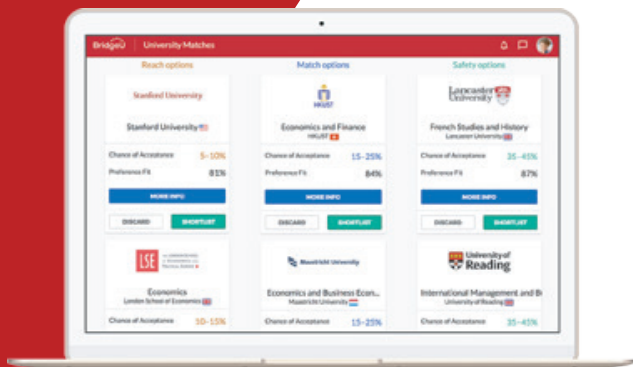 BridgeU University Matches
Reach options
Stanford University
Stanford University
Chance of Acceptance 5-10%
Preference Fit 81%
MORE INFO
DISCARD SHORTLIST
LSE
Economics
London School of Economics
Chance of Acceptance 10-15%
Match options
HKUST
Economics and Finance
HKUST
Chance of Acceptance 15-25%
Preference Fit 84%
MORE INFO
DISCARD SHORTLIST
Maastricht University
Economics and Business Econ...
Maastricht University
Chance of Acceptance 15-25%
Safety options
Lancaster University
French Studies and History
Lancaster University
Chance of Acceptance 35-45%
Preference Fit 87%
MORE INFO
DISCARD SHORTLIST
University of
Reading
International Management and B
University of Reading
Chance of Acceptance 35-45%